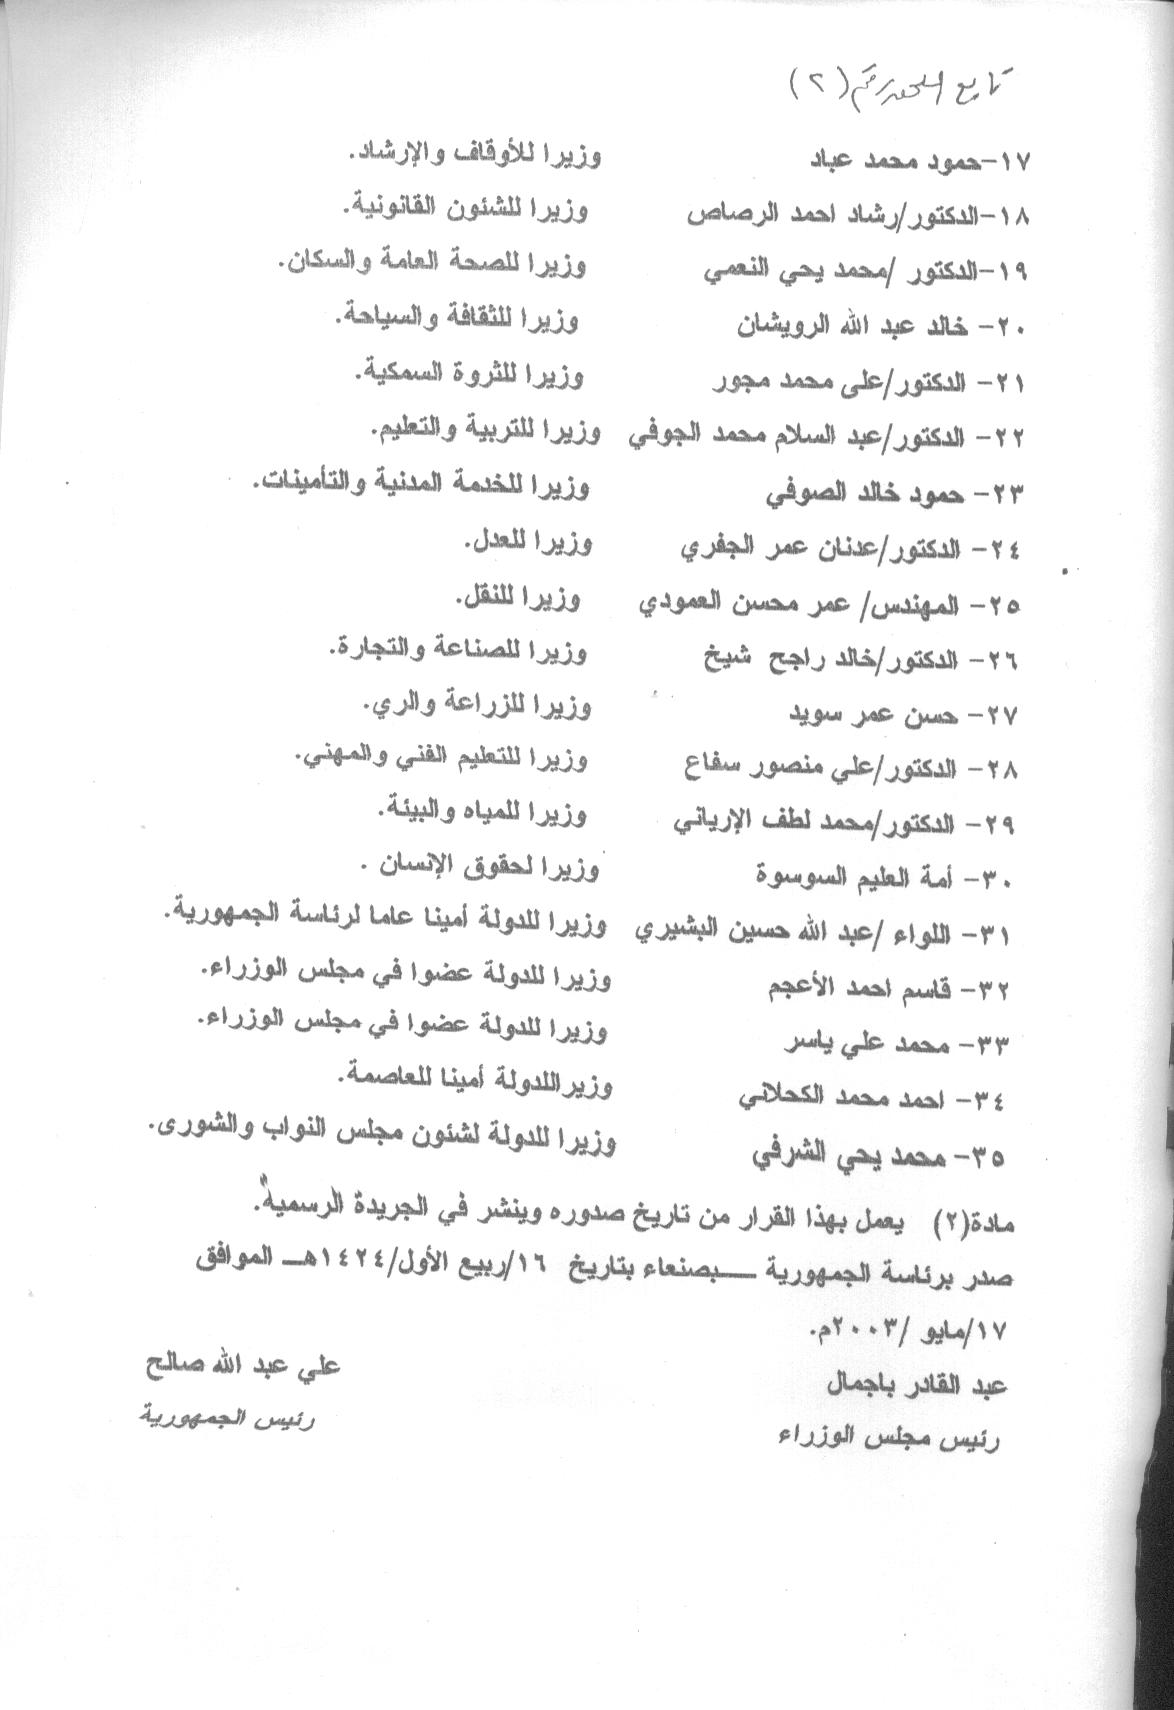 تابع الملحق رقم (٢)
١٧-حمود محمد عباد وزيرا للأوقاف والإرشاد.
١٨-الدكتور/رشاد احمد الرصاص وزيرا للشئون القانونية.
١٩-الدكتور /محمد يحي النعمي وزيرا للصحة العامة والسكان.
٢٠- خالد عبد الله الرويشان وزيرا للثقافة والسياحة.
٢١- الدكتور/على محمد مجور وزيرا للثروة السمكية.
٢٢- الدكتور/عبد السلام محمد الجوفي وزيرا للتربية والتعليم.
٢٣- حمود خالد الصوفي وزيرا للخدمة المدنية والتأمينات.
٢٤- الدكتور/عدنان عمر الجفري وزيرا للعدل.
٢٥- المهندس/ عمر محسن العمودي وزيرا للنقل.
٢٦- الدكتور/خالد راجح شيخ وزيرا للصناعة والتجارة.
٢٧- حسن عمر سويد وزيرا للزراعة والري.
٢٨- الدكتور/علي منصور سفاع وزيرا للتعليم الفني والمهني.
٢٩- الدكتور/محمد لطف الإرياني وزيرا للمياه والبيئة.
٣٠- أمة العليم السوسوة وزيرا لحقوق الإنسان .
٣١- اللواء /عبد الله حسين البشيري وزيرا للدولة أمينا عاما لرئاسة الجمهورية.
٣٢- قاسم احمد الأعجم وزيرا للدولة عضوا في مجلس الوزراء.
٣٣- محمد علي ياسر وزيرا للدولة عضوا في مجلس الوزراء.
٣٤- احمد محمد الكحلاني وزيراللدولة أمينا للعاصمة.
٣٥- محمد يحي الشرفي وزيرا للدولة لشئون مجلس النواب والشورى.
مادة(٢) يعمل بهذا القرار من تاريخ صدوره وينشر في الجريدة الرسمية.
صدر برئاسة الجمهورية ــــبصنعاء بتاريخ ١٦/ربيع الأول/١٤٢٤هـــ الموافق
١٧/مايو /٢٠٠٣م.
عبد القادر باجمال علي عبد الله صالح
رئيس مجلس الوزراء رئيس الجمهورية